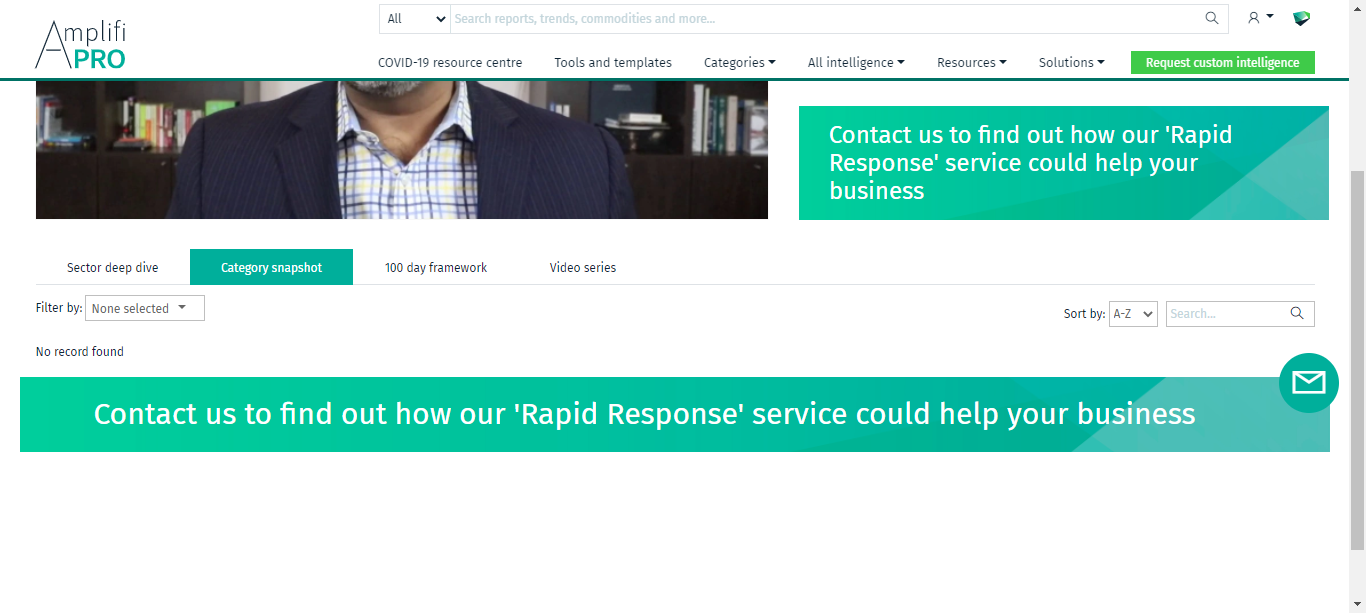 Amplifi
PRO
All
Search reports, trends, commodities and more...
COVID-19 resource centre
Tools and templates
Categories
All intelligence
Resources
Solutions
Request custom intelligence
Contact us to find out how our 'Rapid
Response' service could help your
business
Sector deep dive
Category snapshot
100 day framework
Video series
Filter by: None selected
Sort by: A-Z
Search...
No record found
Contact us to find out how our 'Rapid Response' service could help your business